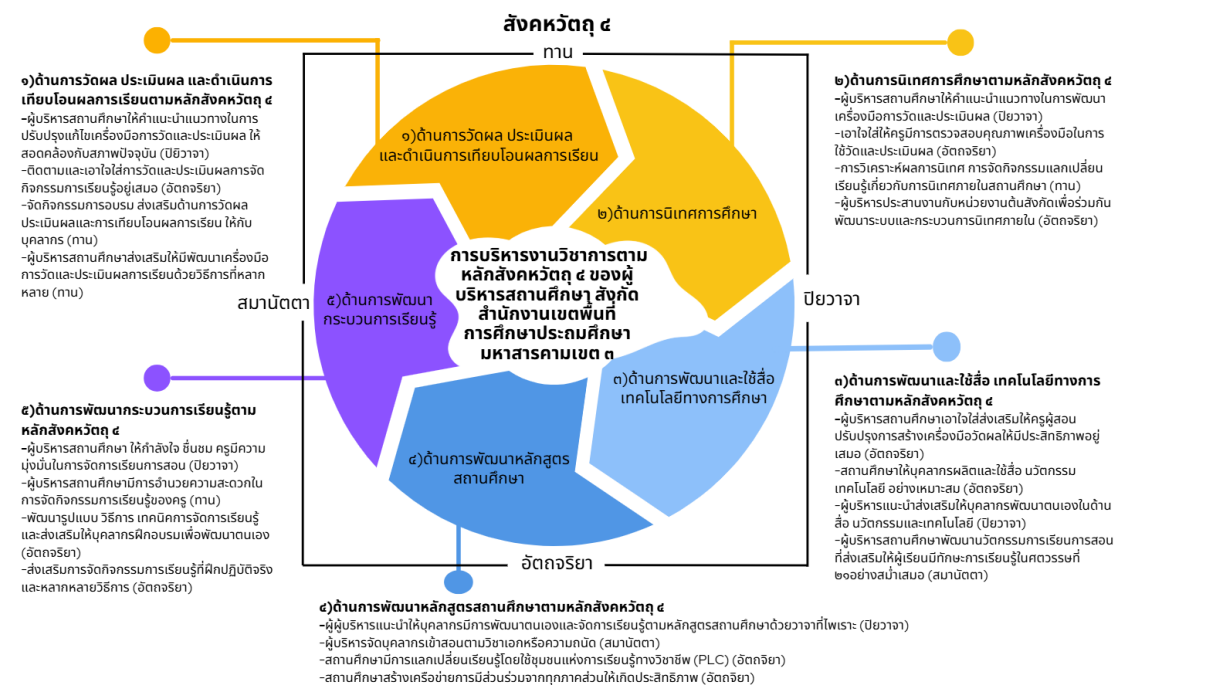 สังคหวัตถุ ๔
ทาน
๑)ด้านการวัดผล ประเมินผล และดำเนินการ
เทียบโอนผลการเรียนตามหลักสังคหวัตถุ ๔
-ผู้บริหารสถานศึกษาให้คำแนะนำแนวทางในการ
ปรับปรุงแก้ไขเครื่องมือการวัดและประเมินผล ให้
สอดคล้องกับสภาพปัจจุบัน (ปิยิวาจา)
-ติดตามและเอาใจใส่การวัดและประเมินผลการจัด
กิจกรรมการเรียนรู้อยู่เสมอ (อัตถจริยา)
-จัดกิจกรรมการอบรม ส่งเสริมด้านการวัดผล
ประเมินผลและการเทียบโอนผลการเรียน ให้กับ
บุคลากร (ทาน)
-ผู้บริหารสถานศึกษาส่งเสริมให้มีพัฒนาเครื่องมือ
การวัดและประเมินผลการเรียนด้วยวิธีการที่หลาก
หลาย (ทาน)
๑)ด้านการวัดผล ประเมินผล
และดำเนินการเทียบโอนผลการเรียน
๒)ด้านการนิเทศการศึกษา
๒)ด้านการนิเทศการศึกษาตามหลักสังคหวัตถุ ๔
-ผู้บริหารสถานศึกษาให้คำแนะนำแนวทางในการพัฒนา
เครื่องมือการวัดและประเมินผล (ปิยวาจา)
-เอาใจใส่ให้ครูมีการตรวจสอบคุณภาพเครื่องมือในการ
ใช้วัดและประเมินผล (อัตถจริยา)
-การวิเคราะห์ผลการนิเทศ การจัดกิจกรรมแลกเปลี่ยน
เรียนรู้เกี่ยวกับการนิเทศภายในสถานศึกษา (ทาน)
-ผู้บริหารประสานงานกับหน่วยงานต้นสังกัดเพื่อร่วมกัน
พัฒนาระบบและกระบวนการนิเทศภายใน (อัตถจริยา)
การบริหารงานวิชาการตาม
หลักสังคหวัตถุ ๔ ของผู้
บริหารสถานศึกษา สังกัด
สำนักงานเขตพื้นที่
การศึกษาประถมศึกษา
มหาสารคามเขต ๓
สมานัตตา
๕)ด้านการพัฒนา
กระบวนการเรียนรู้
ปิยวาจา
๓)ด้านการพัฒนาและใช้สื่อ
เทคโนโลยีทางการศึกษา
๔)ด้านการพัฒนาหลักสูตร
สถานศึกษา
อัตถจริยา
๕)ด้านการพัฒนากระบวนการเรียนรู้ตาม
หลักสังคหวัตถุ ๔
-ผู้บริหารสถานศึกษา ให้กำลังใจ ชื่นชม ครูมีความ
มุ่งมั่นในการจัดการเรียนการสอน (ปิยวาจา)
-ผู้บริหารสถานศึกษามีการอำนวยความสะดวกใน
การจัดกิจกรรมการเรียนรู้ของครู (ทาน)
-พัฒนารูปแบบ วิธีการ เทคนิคการจัดการเรียนรู้
และส่งเสริมให้บุคลากรฝึกอบรมเพื่อพัฒนาตนเอง
(อัตถจริยา)
-ส่งเสริมการจัดกิจกรรมการเรียนรู้ที่ฝึกปฏิบัติจริง
และหลากหลายวิธีการ (อัตถจริยา)
๓)ด้านการพัฒนาและใช้สื่อ เทคโนโลยีทางการ
ศึกษาตามหลักสังคหวัตถุ ๔
-ผู้บริหารสถานศึกษาเอาใจใส่ส่งเสริมให้ครูผู้สอน
ปรับปรุงการสร้างเครื่องมือวัดผลให้มีประสิทธิภาพอยู่
เสมอ (อัตถจริยา)
-สถานศึกษาให้บุคลากรผลิตและใช้สื่อ นวัตกรรม
เทคโนโลยี อย่างเหมาะสม (อัตถจริยา)
-ผู้บริหารแนะนำส่งเสริมให้บุคลากรพัฒนาตนเองในด้าน
สื่อ นวัตกรรมและเทคโนโลยี (ปิยวาจา)
-ผู้บริหารสถานศึกษาพัฒนานวัตกรรมการเรียนการสอน
ที่ส่งเสริมให้ผู้เรียนมีทักษะการเรียนรู้ในศตวรรษที่
๒๑อย่างสม่ำเสมอ (สมานัตตา)
๔)ด้านการพัฒนาหลักสูตรสถานศึกษาตามหลักสังคหวัตถุ ๔
-ผู้ผู้บริหารแนะนำให้บุคลากรมีการพัฒนาตนเองและจัดการเรียนรู้ตามหลักสูตรสถานศึกษาด้วยวาจาที่ไพเราะ (ปิยวาจา)
-ผู้บริหารจัดบุคลากรเข้าสอนตามวิชาเอกหรือความถนัด (สมานัตตา)
-สถานศึกษามีการแลกเปลี่ยนเรียนรู้โดยใช้ชุมชนแห่งการเรียนรู้ทางวิชาชีพ (PLC) (อัตถจิยา)
-สถานศึกษาสร้างเครือข่ายการมีส่วนร่วมจากทุกภาคส่วนให้เกิดประสิทธิภาพ (อัตถจิยา)